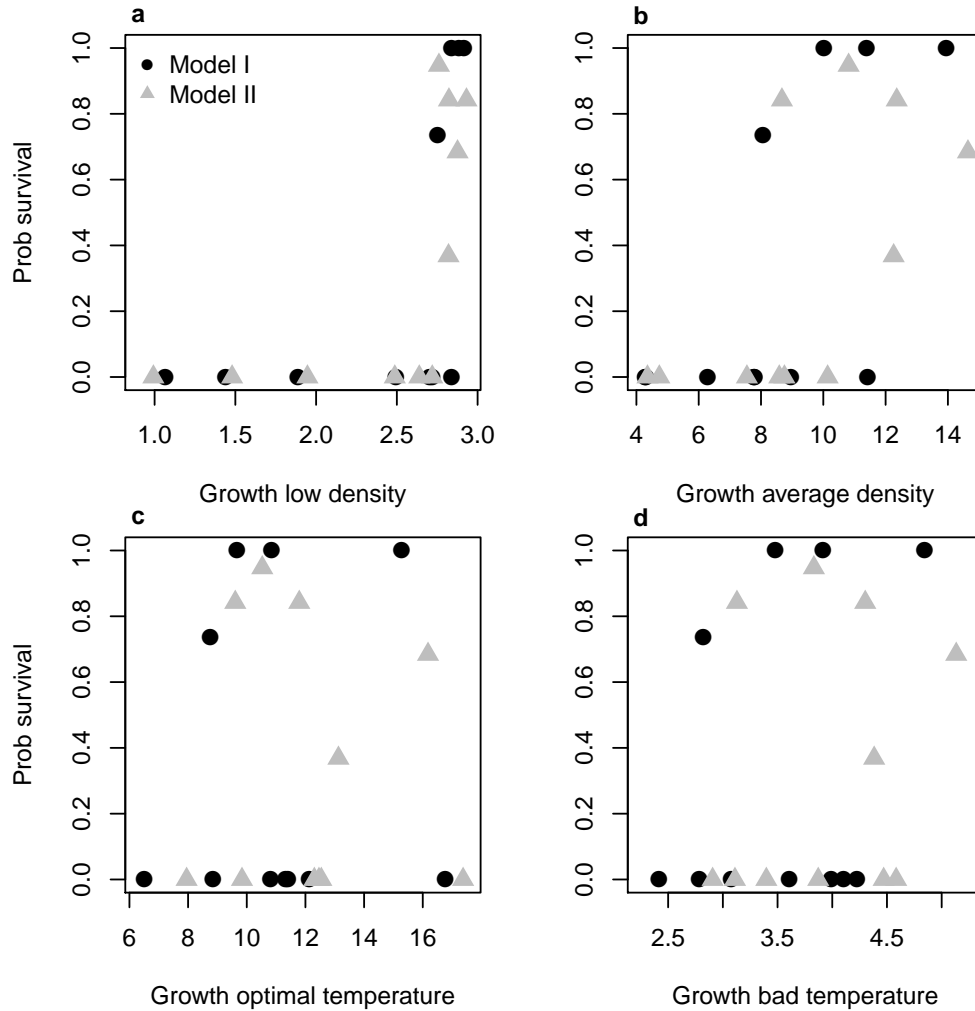 a
b
Model I
Model II
Prob survival
0.0 0.2 0.4 0.6 0.8 1.0
0.0 0.2 0.4 0.6 0.8 1.0
1.0 1.5 2.0 2.5 3.0
4 6 8 10 12 14
Growth low density
Growth average density
c
d
Prob survival
0.0 0.2 0.4 0.6 0.8 1.0
0.0 0.2 0.4 0.6 0.8 1.0
6 8 10 12 14 16
2.5 3.5 4.5
Growth optimal temperature
Growth bad temperature